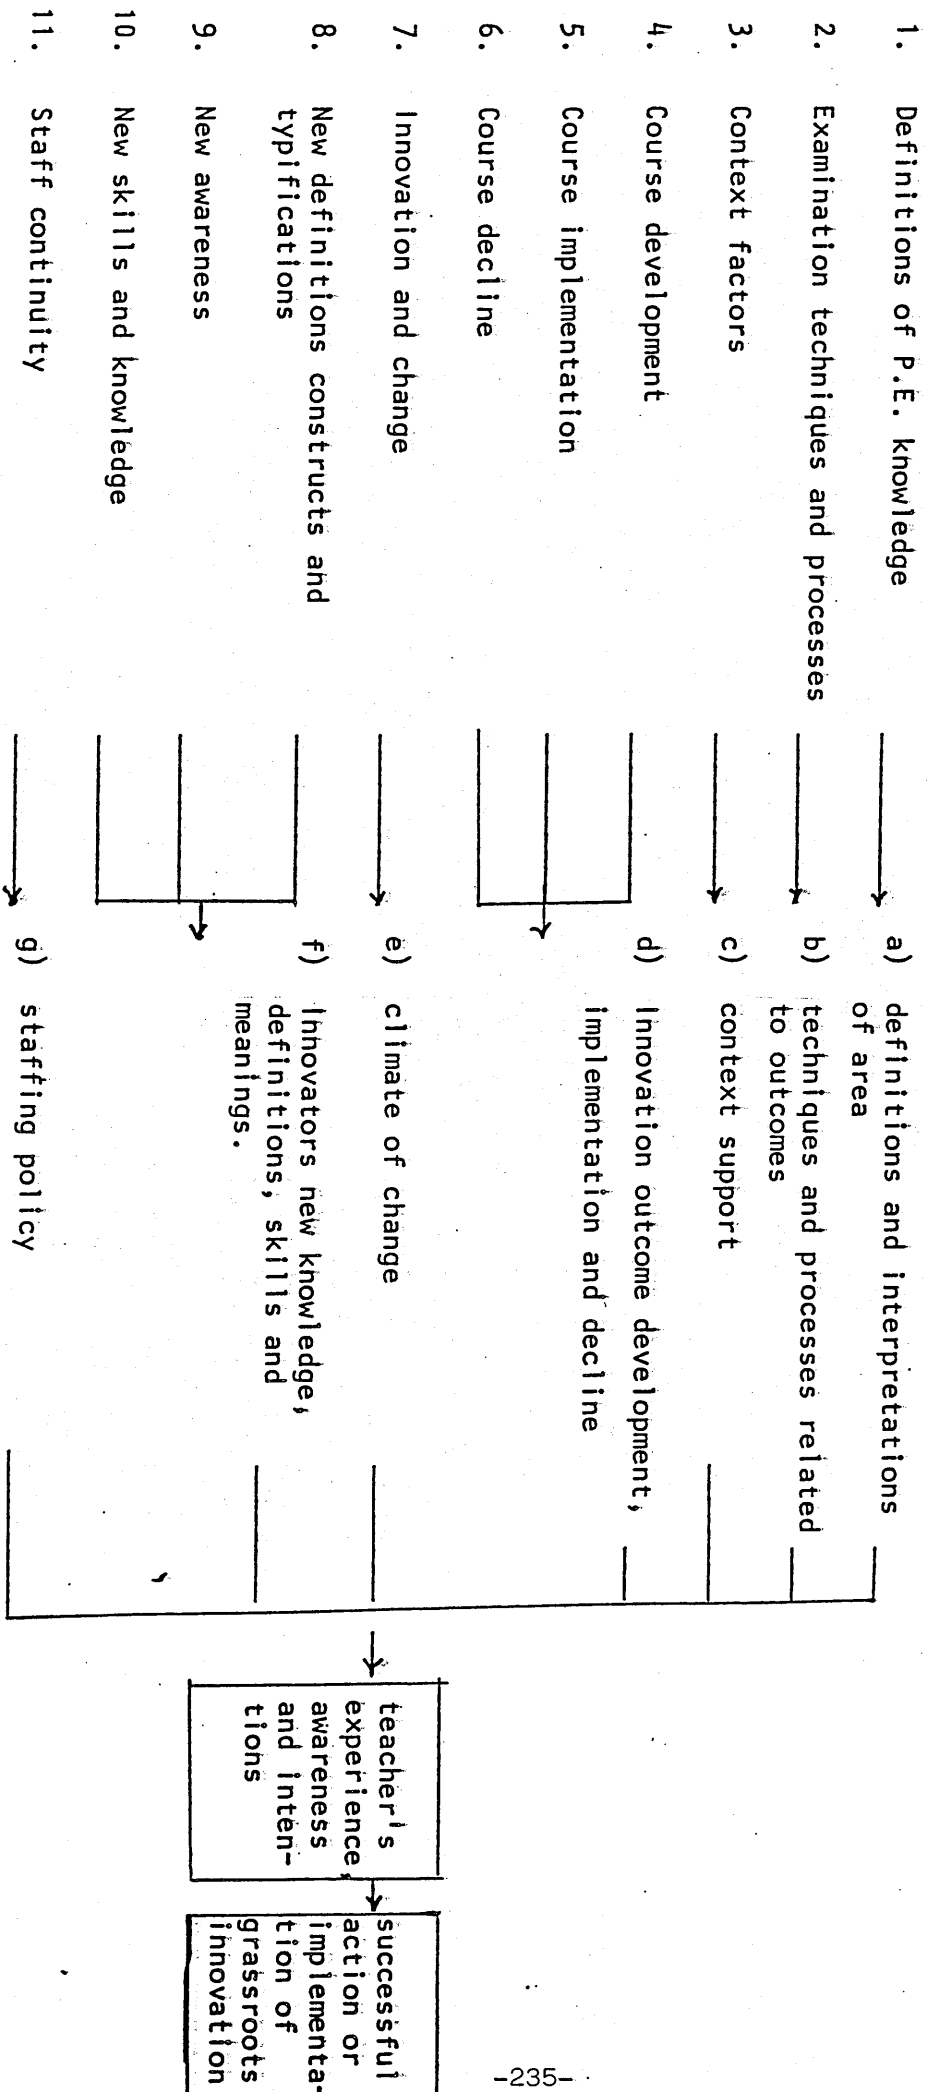 1. Definitions of P.E. knowledge
2. Examination techniques and processes
3. Context factors
4. Course development
5. Course implementation
6. Course decline
7. Innovation and change
8. New definitions constructs and
typifications
9. New awareness
10. New skills and knowledge
11. Staff continuity
a) definitions and interpretations
of area
b) techniques and processes related
to outcomes
c) context support
d) Innovation outcome development,
implementation and decline
e) climate of change
f) Innovators new knowledge,
definitions, skills and
meanings.
g) staffing policy
teacher's
experience,
awareness
and inten-
tions
successful
action or
implementa-
tion of
grassroots
innovation
-235-